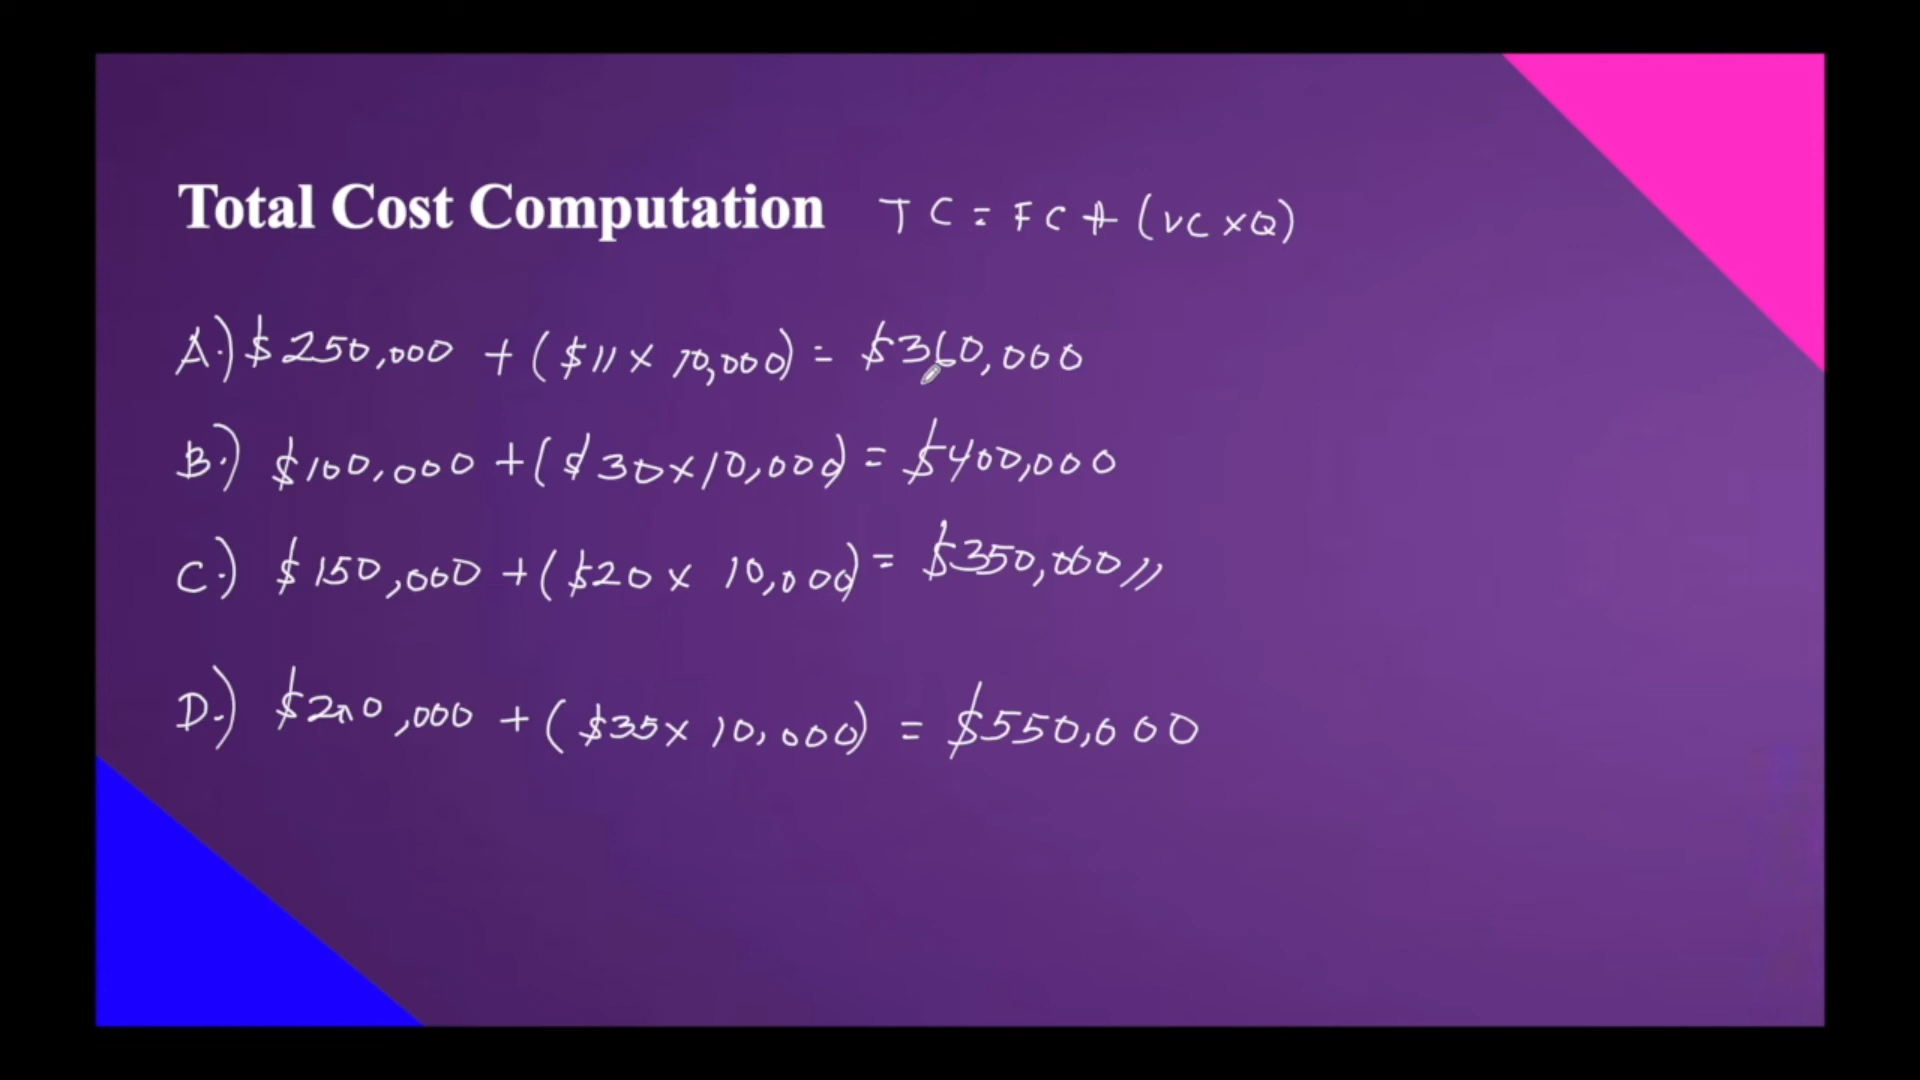 Total Cost Computation TC = FC + (VC x Q)
A.) $250,000 + ($11 x 10,000) = $360,000
B.) $100,000 + ($30 x 10,000) = $400,000
C.) $150,000 + ($20 x 10,000) = $350,000 //
D.) $200,000 + ($35 x 10,000) = $550,000